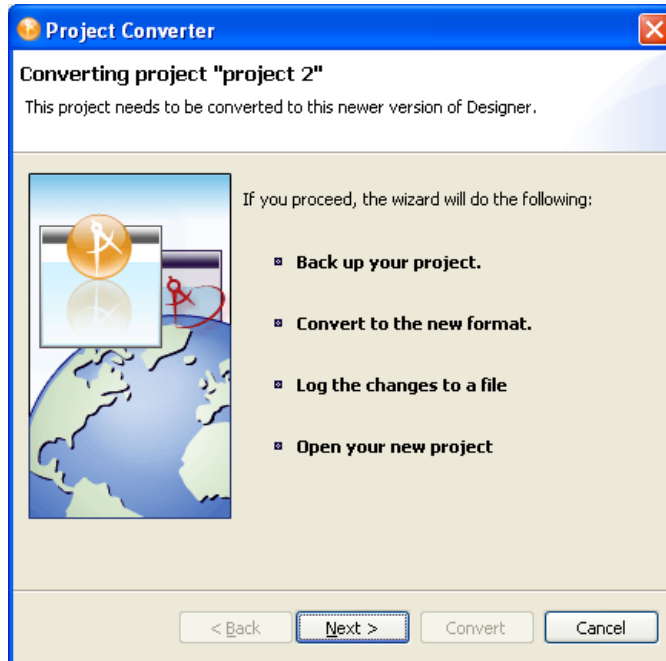 Project Converter
Converting project "project 2"
This project needs to be converted to this newer version of Designer.
If you proceed, the wizard will do the following:
Back up your project.
Convert to the new format.
Log the changes to a file
Open your new project
< Back Next > Convert Cancel